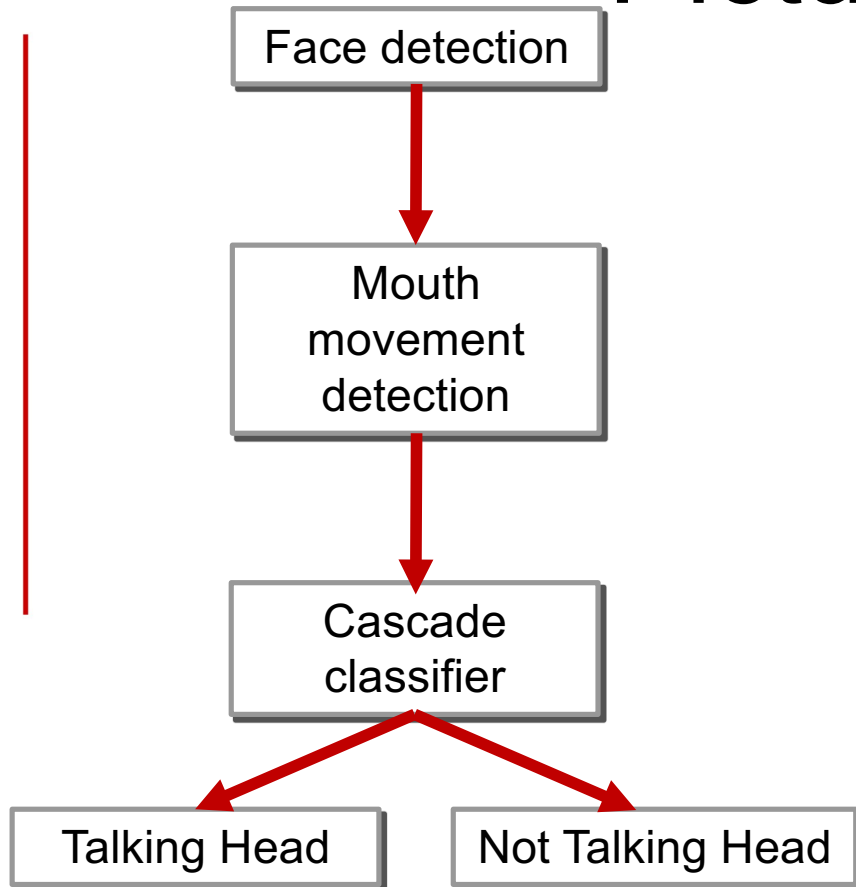 Face detection
Mouth
movement
detection
Cascade
classifier
Talking Head
Not Talking Head